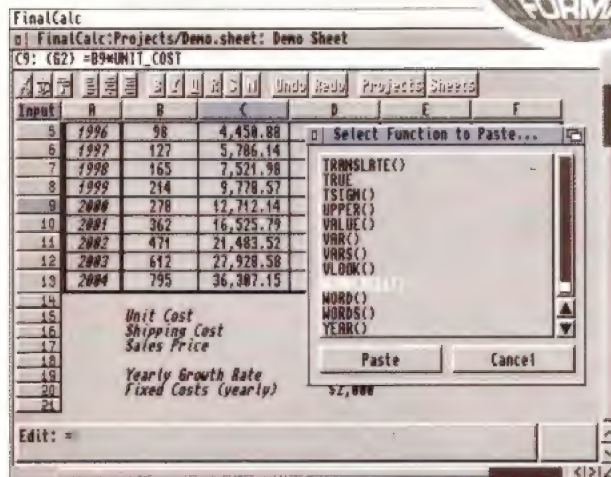 FORMA
FinalCalc
FinalCalc:Projects/Demo.sheet: Demo Sheet
C9: (G2) =B9*UNIT_COST
B I U R S N Undo Redo Projects Sheets
Input A B C D E F
5 1996 98 4,450.88
6 1997 127 5,786.14
7 1998 165 7,521.98
8 1999 214 9,778.57
9 2000 278 12,712.14
10 2001 362 16,525.79
11 2002 471 21,483.52
12 2003 612 27,928.58
13 2004 795 36,307.15
14
15 Unit Cost
16 Shipping Cost
17 Sales Price
18
19 Yearly Growth Rate
20 Fixed Costs (yearly) $2,000
21
Select Function to Paste...
TRANSLATE()
TRUE
TSIGN()
UPPER()
VALUE()
VAR()
VARS()
VLOOK()
WORD()
WORDS()
YEAR()
Paste Cancel
Edit: =